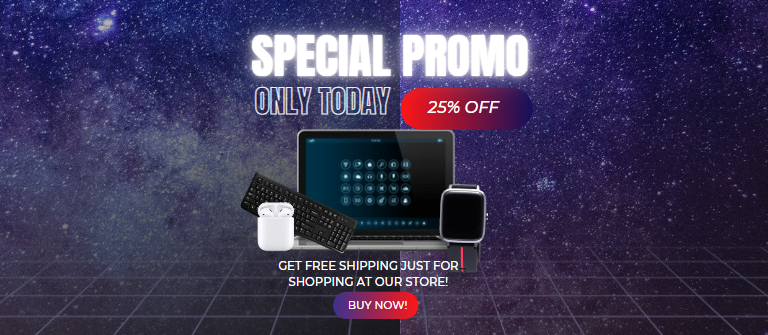 SPECIAL PROMO
ONLY TODAY
25% OFF
GET FREE SHIPPING JUST FOR
SHOPPING AT OUR STORE!
BUY NOW!